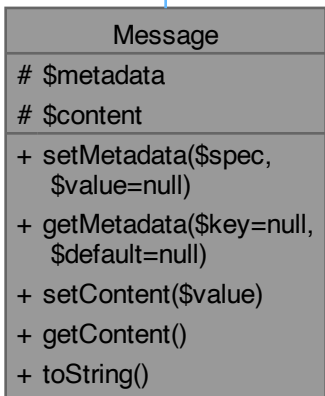 Message
# $metadata
# $content
+ setMetadata($spec,
$value=null)
+ getMetadata($key=null,
$default=null)
+ setContent($value)
+ getContent()
+ toString()